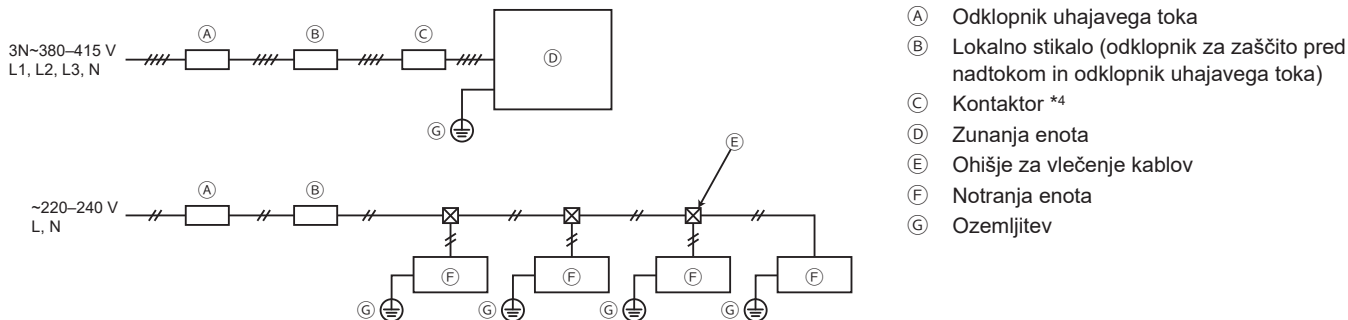 Ⓐ Ⓑ Ⓒ
3N~380–415 V
L1, L2, L3, N
Ⓓ
Ⓖ
Ⓔ
Ⓐ Ⓑ
~220–240 V
L, N
Ⓕ Ⓕ Ⓕ Ⓕ
Ⓖ Ⓖ Ⓖ Ⓖ
Ⓐ Odklopnik uhajavega toka
Ⓑ Lokalno stikalo (odklopnik za zaščito pred
nadtokom in odklopnik uhajavega toka)
Ⓒ Kontaktor *4
Ⓓ Zunanja enota
Ⓔ Ohišje za vlečenje kablov
Ⓕ Notranja enota
Ⓖ Ozemljitev